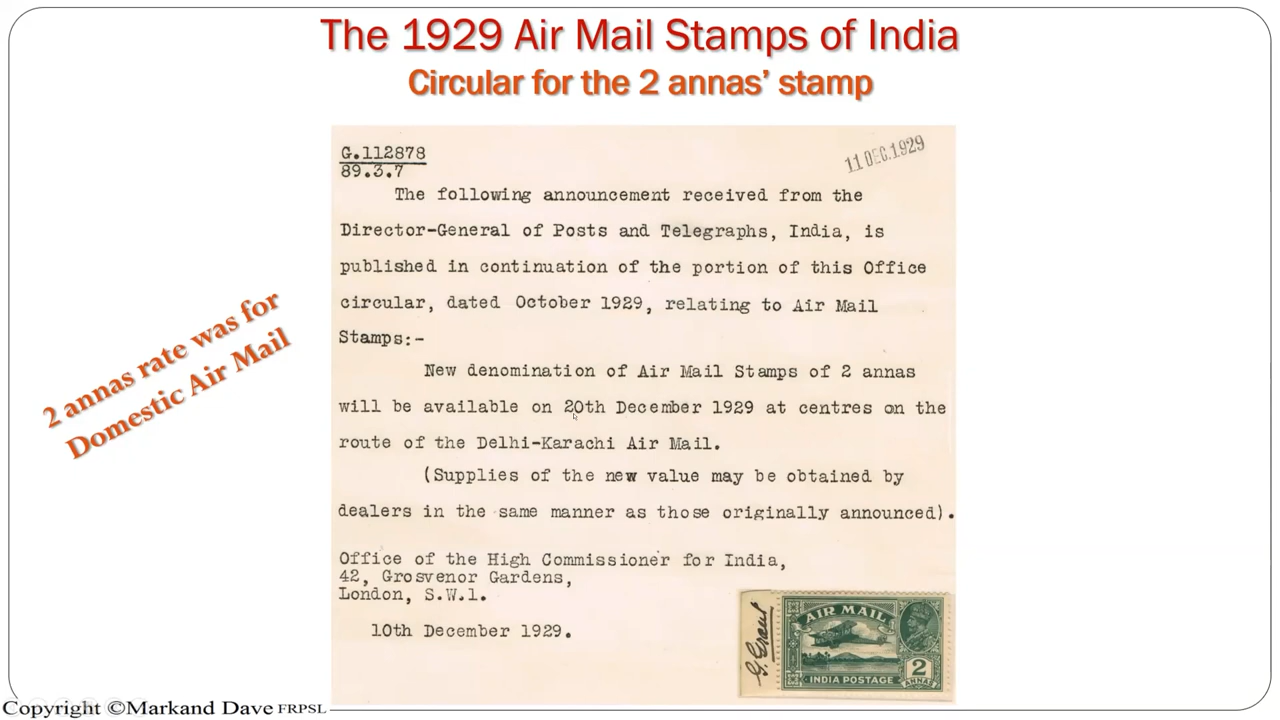 The 1929 Air Mail Stamps of India
Circular for the 2 annas' stamp
G.112878
89.3.7
11 DEC.1929
The following announcement received from the
Director-General of Posts and Telegraphs, India, is
published in continuation of the portion of this Office
circular, dated October 1929, relating to Air Mail
Stamps:-
New denomination of Air Mail Stamps of 2 annas
will be available on 20th December 1929 at centres on the
route of the Delhi-Karachi Air Mail.
(Supplies of the new value may be obtained by
dealers in the same manner as those originally announced).
Office of the High Commissioner for India,
42, Grosvenor Gardens,
London, S.W.1.
10th December 1929.
2 annas rate was for
Domestic Air Mail
G. Grant
AIR MAIL
2
ANNAS
INDIA POSTAGE
Copyright ©Markand Dave FRPSL